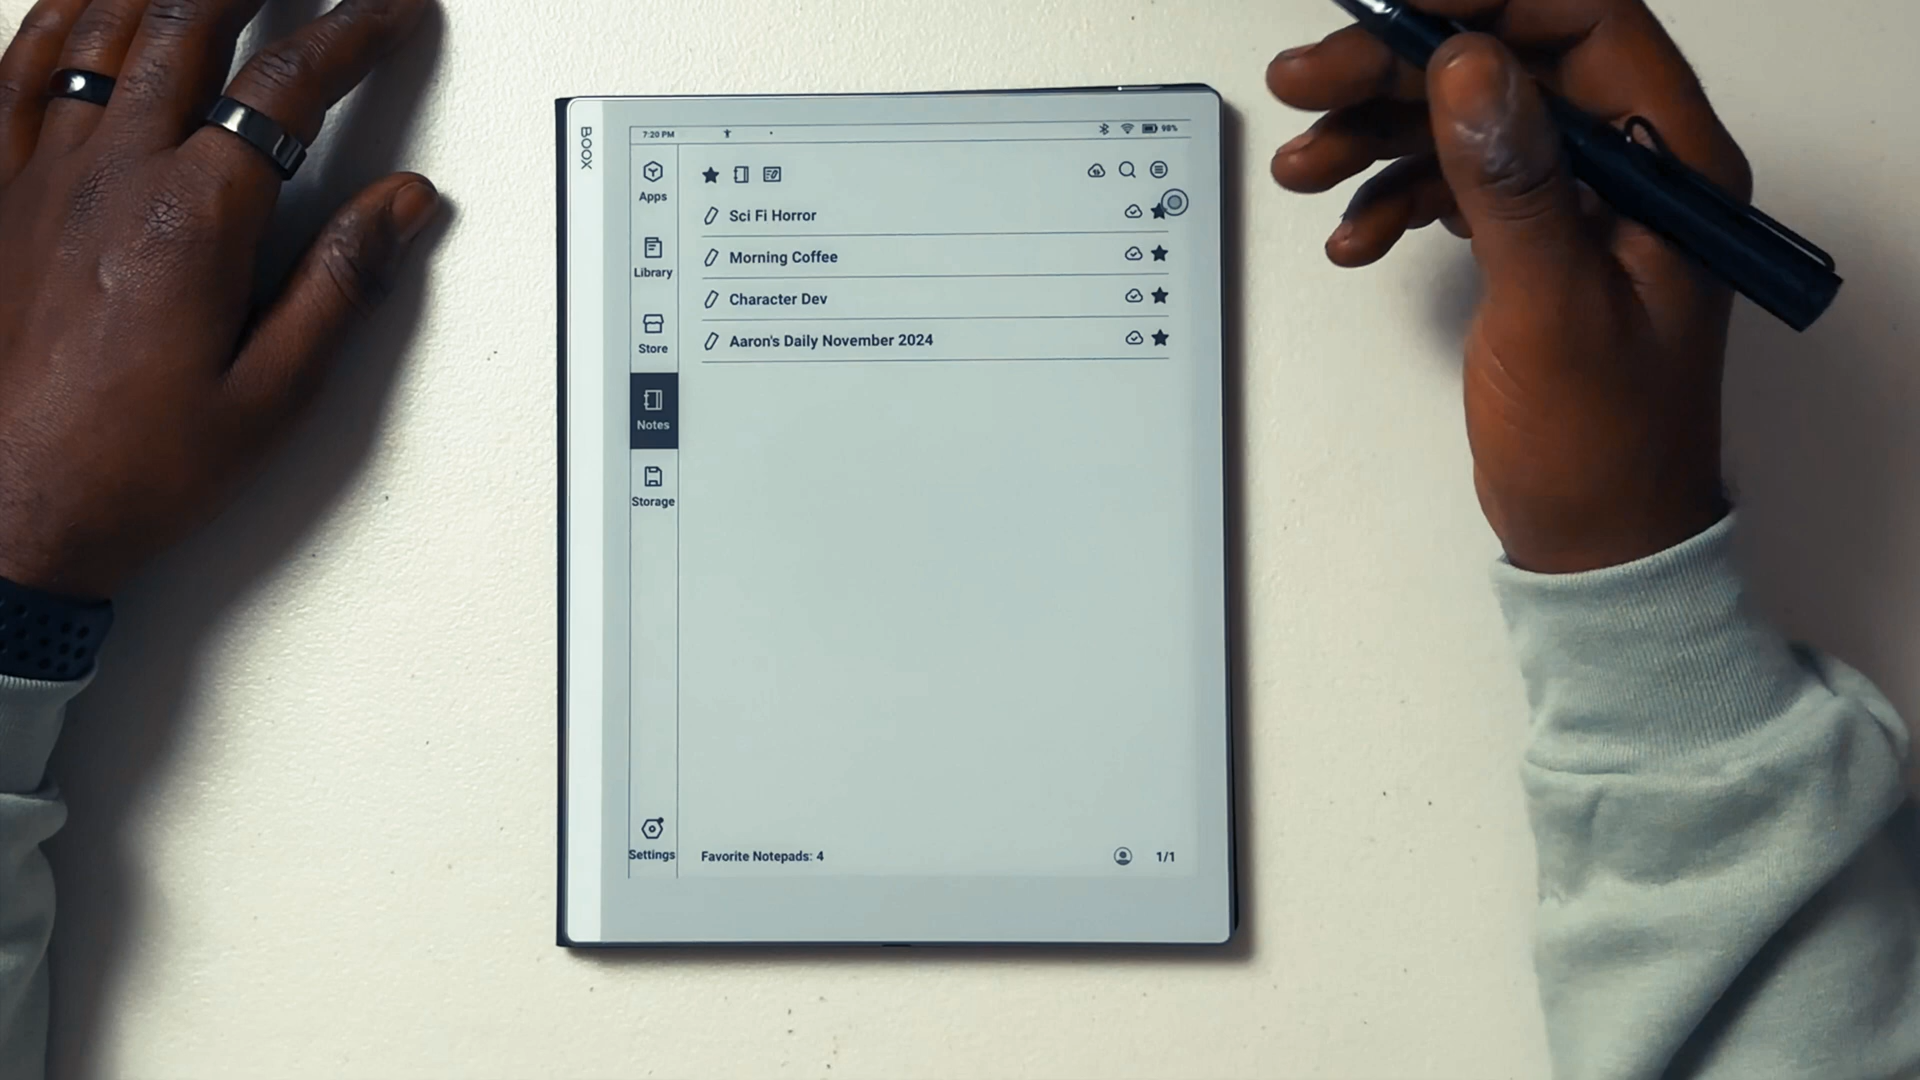 BOOX
7:20 PM 98%
Apps
Library
Store
Notes
Storage
Settings
Sci Fi Horror
Morning Coffee
Character Dev
Aaron's Daily November 2024
Favorite Notepads: 4
1/1